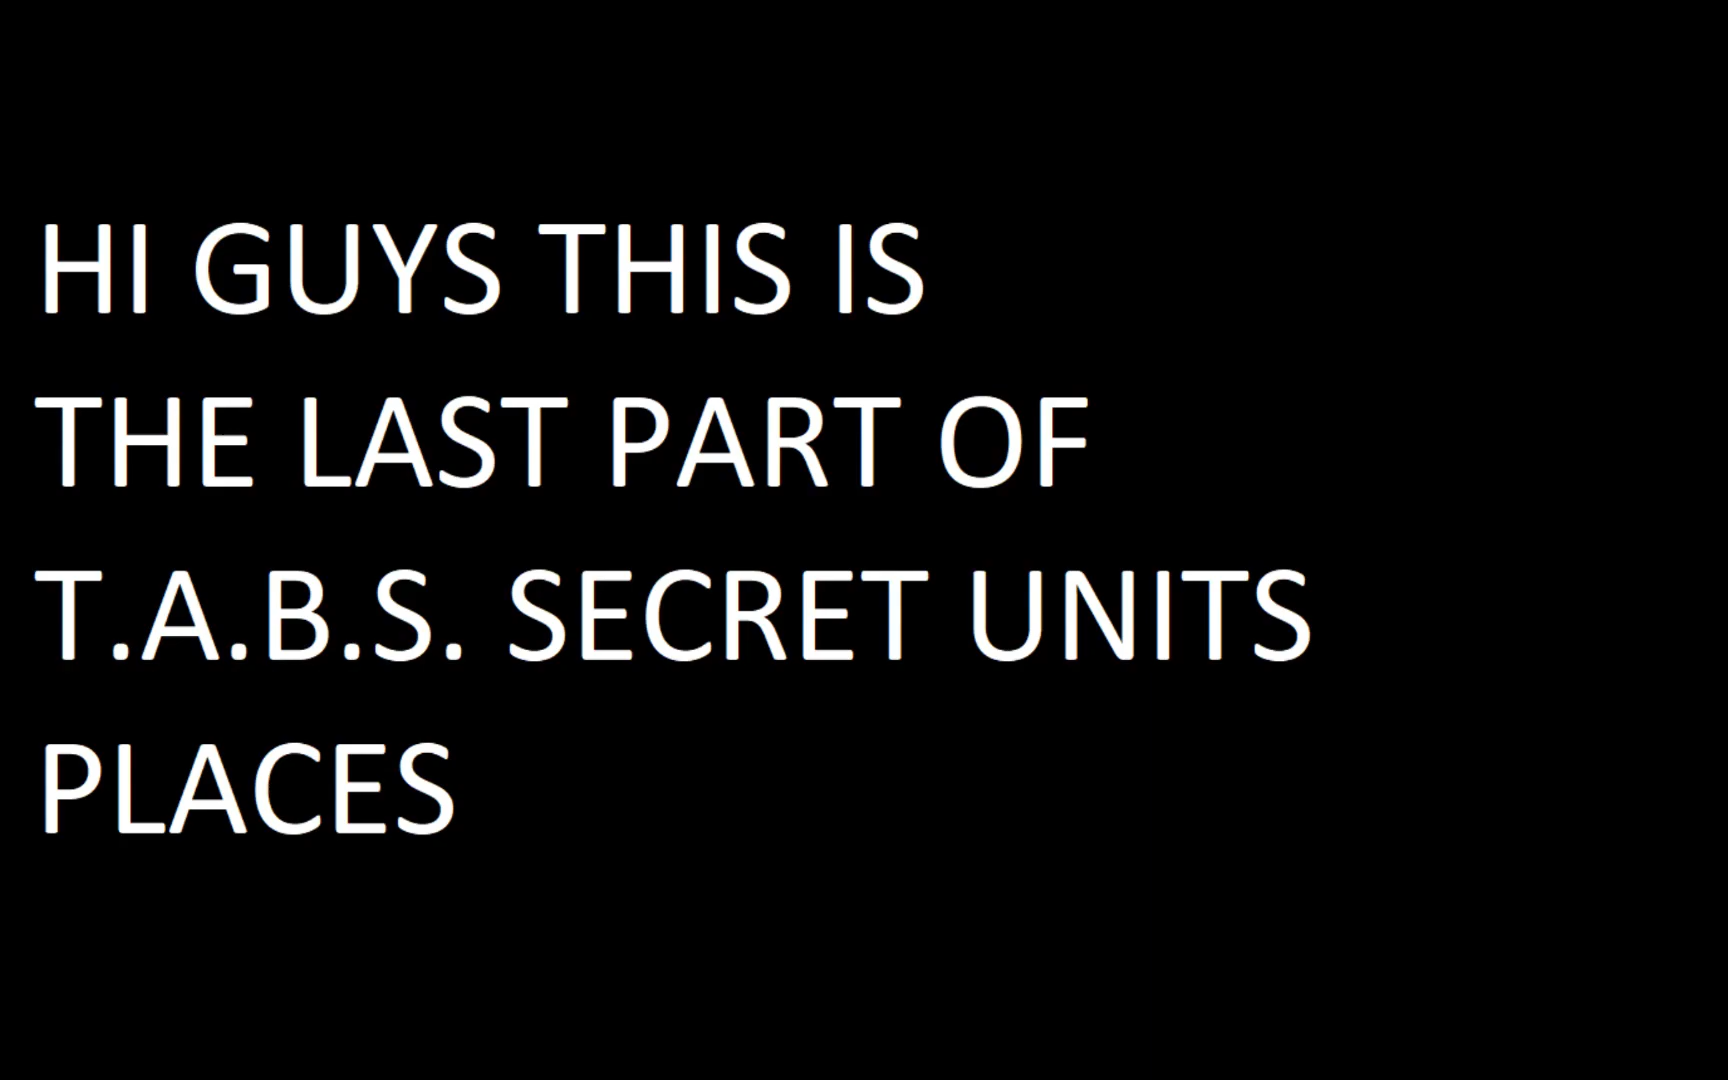 HI GUYS THIS IS
THE LAST PART OF
T.A.B.S. SECRET UNITS
PLACES